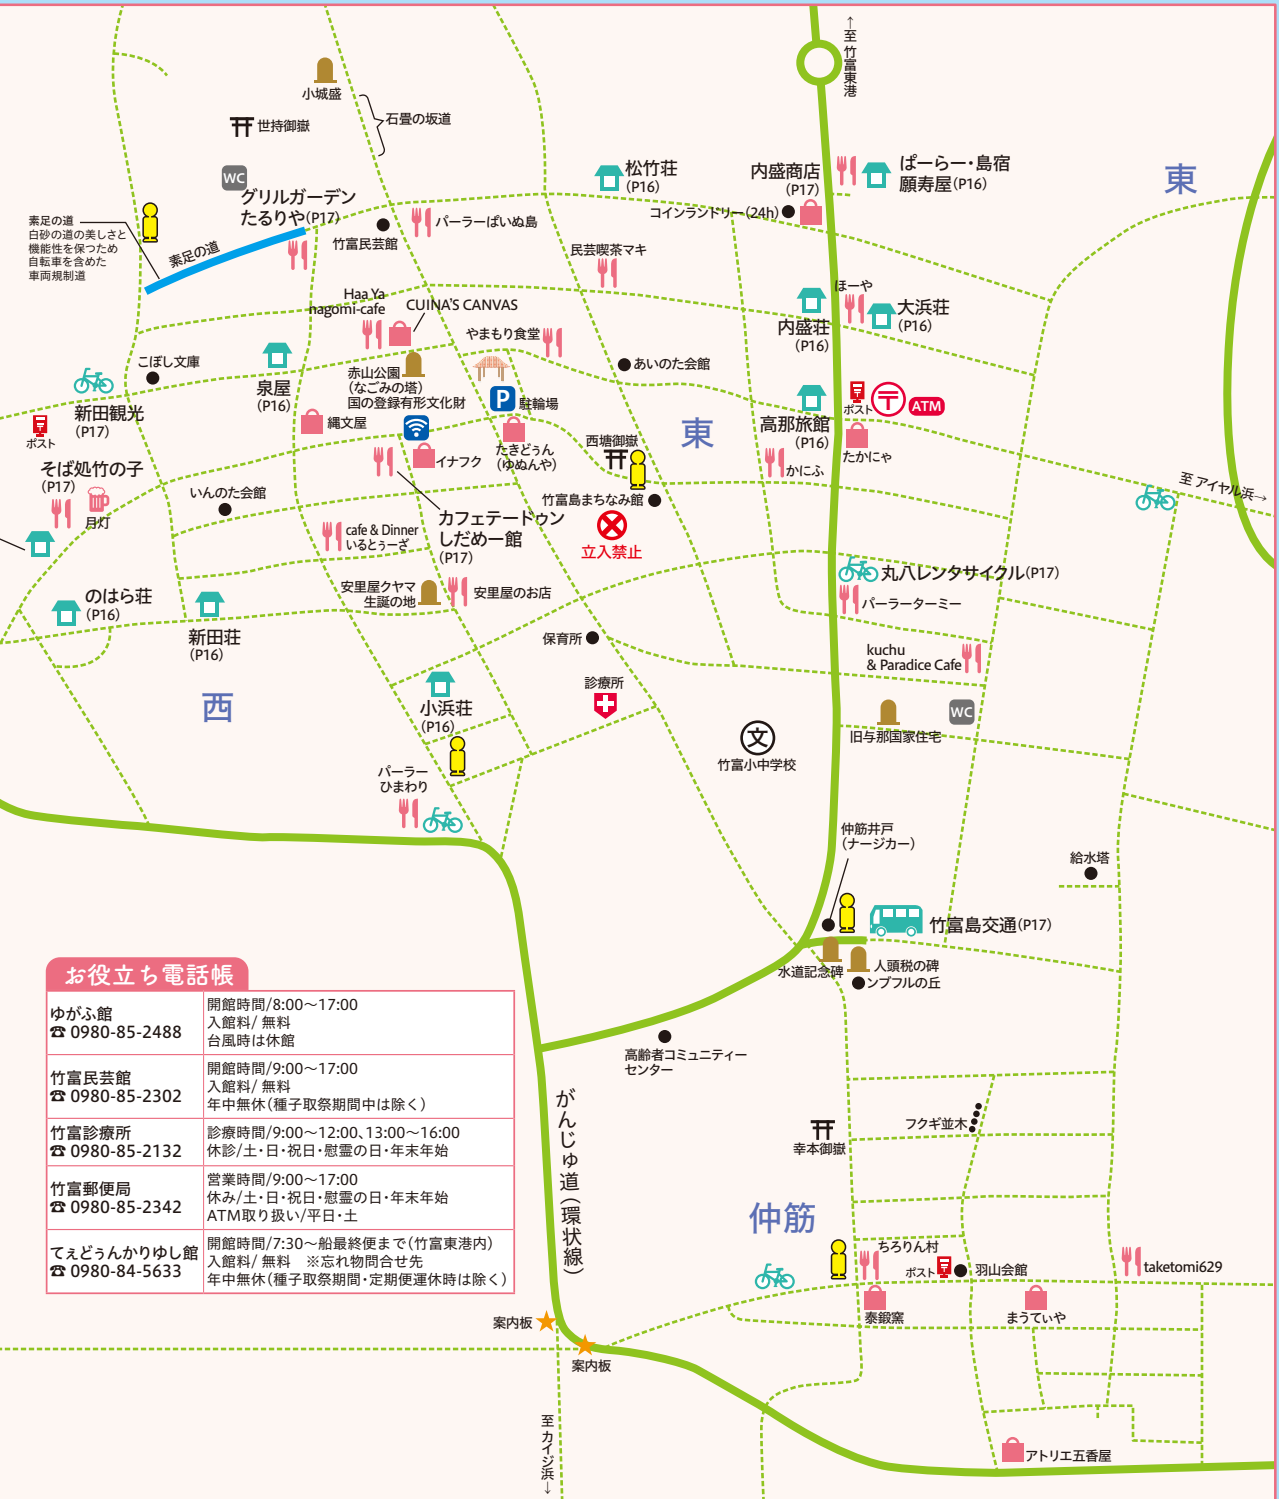 ↑至 竹富東港
小城盛
石畳の坂道
世持御嶽
WC
グリルガーデン
たるりや(P17)
素足の道
白砂の道の美しさと
機能性を保つため
自転車を含めた
車両規制道
素足の道
竹富民芸館
パーラーぱいぬ島
松竹荘
(P16)
内盛商店
(P17)
コインランドリー(24h)
ぱーらー・島宿
願寿屋(P16)
東
民芸喫茶マキ
Haa Ya
nagomi-cafe
CUINA'S CANVAS
やまもり食堂
ほーや
大浜荘
(P16)
内盛荘
(P16)
こぼし文庫
泉屋
(P16)
赤山公園
(なごみの塔)
国の登録有形文化財
あいのた会館
新田観光
(P17)
ポスト
縄文屋
P
駐輪場
東
高那旅館
(P16)
ポスト
〒
ATM
たかにゃ
かにふ
イナフク
たきどぅん
(ゆぬんや)
西塘御嶽
そば処竹の子
(P17)
月灯
いんのた会館
竹富島まちなみ館
立入禁止
至 アイヤル浜→
cafe & Dinner
いるとぅーざ
カフェテードゥン
しだめー館
(P17)
のはら荘
(P16)
新田荘
(P16)
安里屋クヤマ
生誕の地
安里屋のお店
丸八レンタサイクル(P17)
パーラーターミー
保育所
kuchu
& Paradice Cafe
西
小浜荘
(P16)
診療所
WC
旧与那国家住宅
文
竹富小中学校
パーラー
ひまわり
仲筋井戸
(ナージカー)
給水塔
竹富島交通(P17)
水道記念碑
人頭税の碑
ンブフルの丘
高齢者コミュニティー
センター
お役立ち電話帳
ゆがふ館
☎ 0980-85-2488
開館時間/8:00〜17:00
入館料/ 無料
台風時は休館
竹富民芸館
☎ 0980-85-2302
開館時間/9:00〜17:00
入館料/ 無料
年中無休(種子取祭期間中は除く)
竹富診療所
☎ 0980-85-2132
診療時間/9:00〜12:00、13:00〜16:00
休診/土・日・祝日・慰霊の日・年末年始
竹富郵便局
☎ 0980-85-2342
営業時間/9:00〜17:00
休み/土・日・祝日・慰霊の日・年末年始
ATM取り扱い/平日・土
てぇどぅんかりゆし館
☎ 0980-84-5633
開館時間/7:30〜船最終便まで(竹富東港内)
入館料/ 無料　※忘れ物問合せ先
年中無休(種子取祭期間・定期便運休時は除く)
がんじゅ道(環状線)
フクギ並木
幸本御嶽
仲筋
ちろりん村
ポスト
羽山会館
taketomi629
泰鍛窯
まうてぃや
案内板
案内板
至 カイジ浜→
アトリエ五香屋